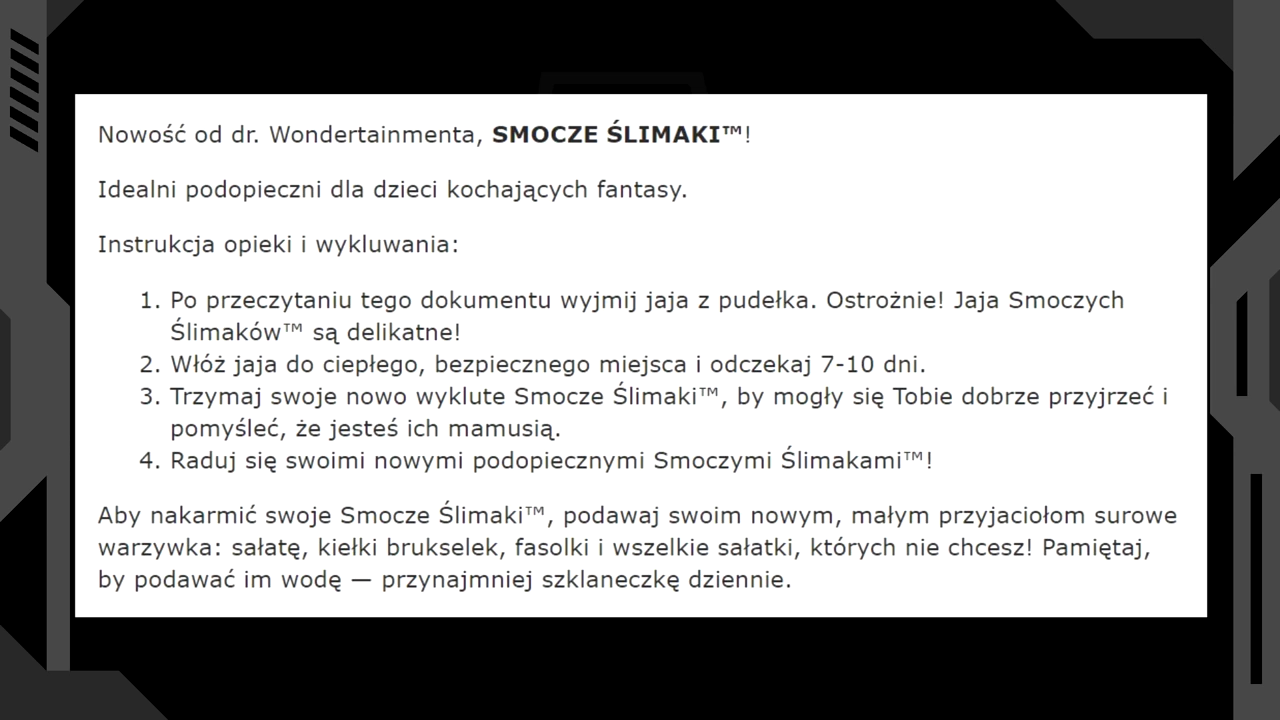 Nowość od dr. Wondertainmenta, SMOCZE ŚLIMAKI™!
Idealni podopieczni dla dzieci kochających fantasy.
Instrukcja opieki i wykluwania:
1. Po przeczytaniu tego dokumentu wyjmij jaja z pudełka. Ostrożnie! Jaja Smoczych
Ślimaków™ są delikatne!
2. Włóż jaja do ciepłego, bezpiecznego miejsca i odczekaj 7-10 dni.
3. Trzymaj swoje nowo wyklute Smocze Ślimaki™, by mogły się Tobie dobrze przyjrzeć i
pomyśleć, że jesteś ich mamusią.
4. Raduj się swoimi nowymi podopiecznymi Smoczymi Ślimakami™!
Aby nakarmić swoje Smocze Ślimaki™, podawaj swoim nowym, małym przyjaciołom surowe
warzywka: sałatę, kiełki brukselek, fasolki i wszelkie sałatki, których nie chcesz! Pamiętaj,
by podawać im wodę — przynajmniej szklaneczkę dziennie.